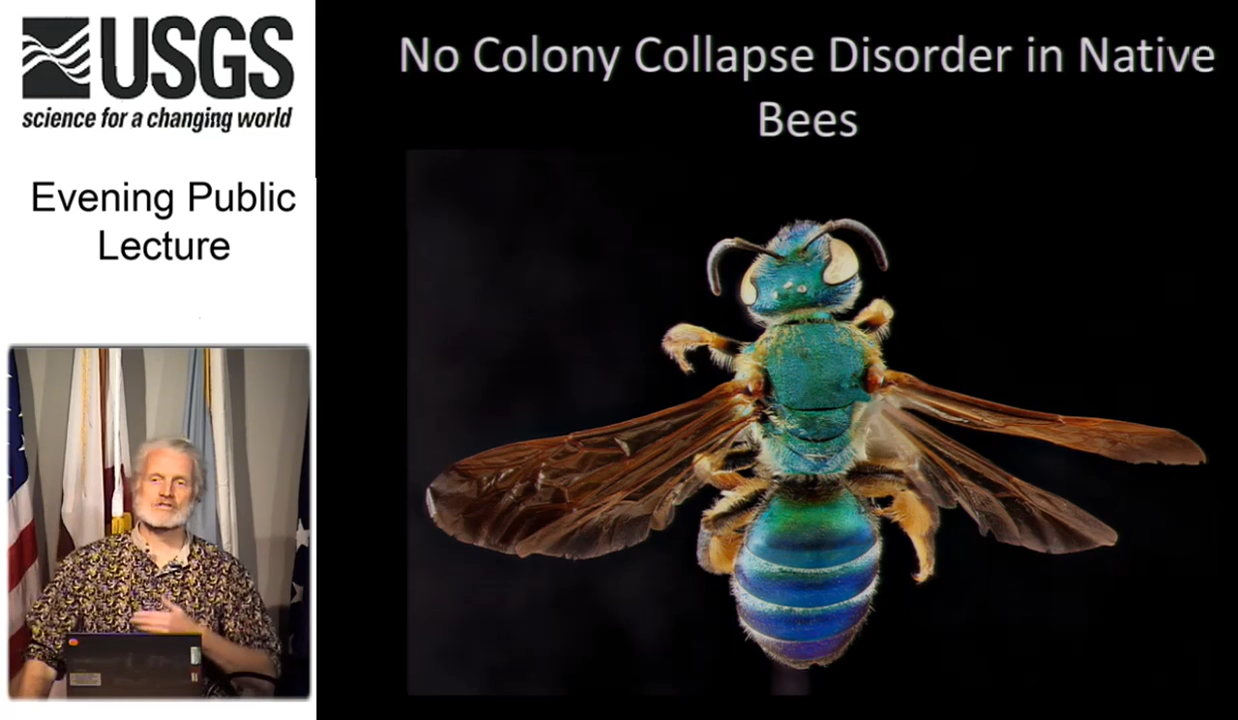 USGS
science for a changing world
Evening Public
Lecture
No Colony Collapse Disorder in Native
Bees